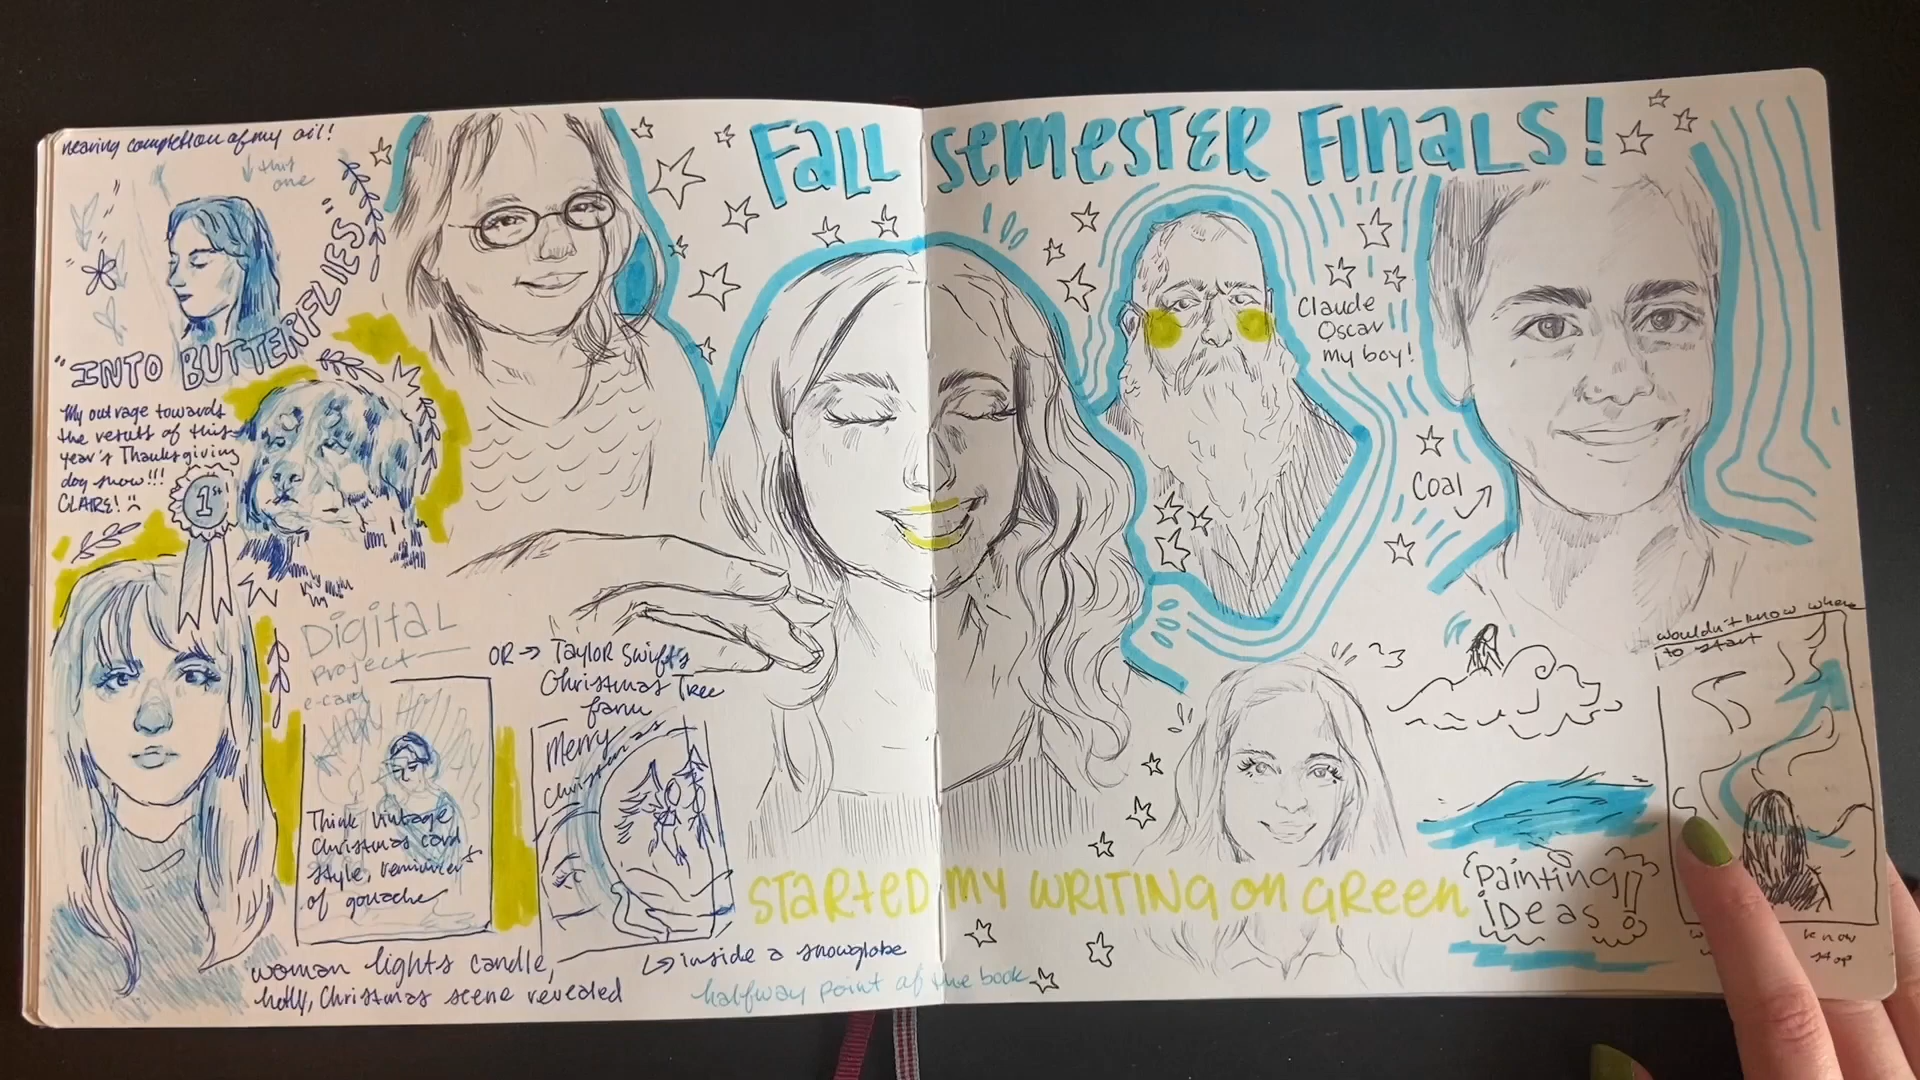 nearing completion of my oil!
↓ this
one
"INTO BUTTERFLIES"
My outrage towards
the results of this
year's Thanksgiving
dog show!!!
CLARE! :(
1st
Digital
project
e-card
OR → Taylor Swift's
Christmas Tree
farm
Merry
Christmas
Think vintage
Christmas card
style, reminiscent
of gouache
woman lights candle,
holly, Christmas scene revealed
↳ inside a snowglobe
halfway point of the book
FALL SEMESTER FINALS!
Claude
Oscar
my boy!
Coal
STARTED MY WRITING ON GREEN
wouldn't know where
to start
painting
ideas!
know
stop